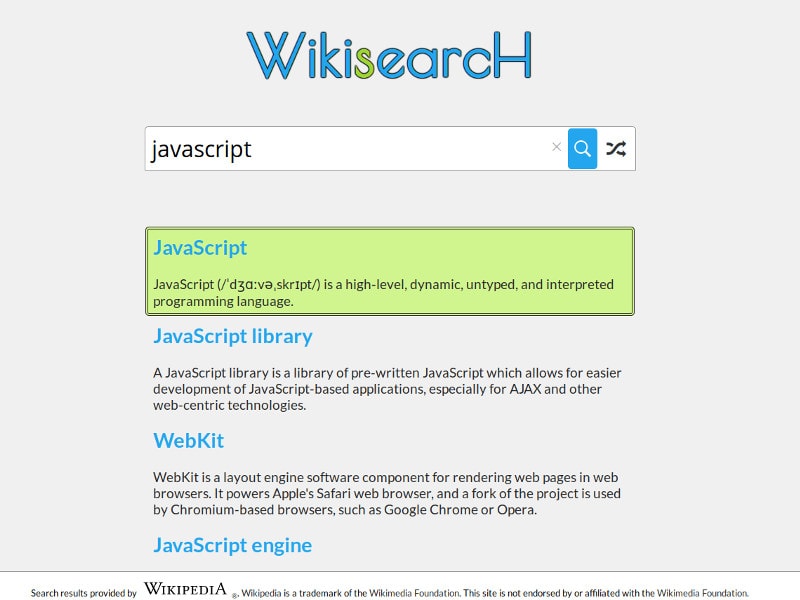 WikisearcH
javascript
JavaScript
JavaScript (/ˈdʒɑːvəˌskrɪpt/) is a high-level, dynamic, untyped, and interpreted
programming language.
JavaScript library
A JavaScript library is a library of pre-written JavaScript which allows for easier
development of JavaScript-based applications, especially for AJAX and other
web-centric technologies.
WebKit
WebKit is a layout engine software component for rendering web pages in web
browsers. It powers Apple's Safari web browser, and a fork of the project is used
by Chromium-based browsers, such as Google Chrome or Opera.
JavaScript engine
Search results provided by WIKIPEDIA ®. Wikipedia is a trademark of the Wikimedia Foundation. This site is not endorsed by or affiliated with the Wikimedia Foundation.